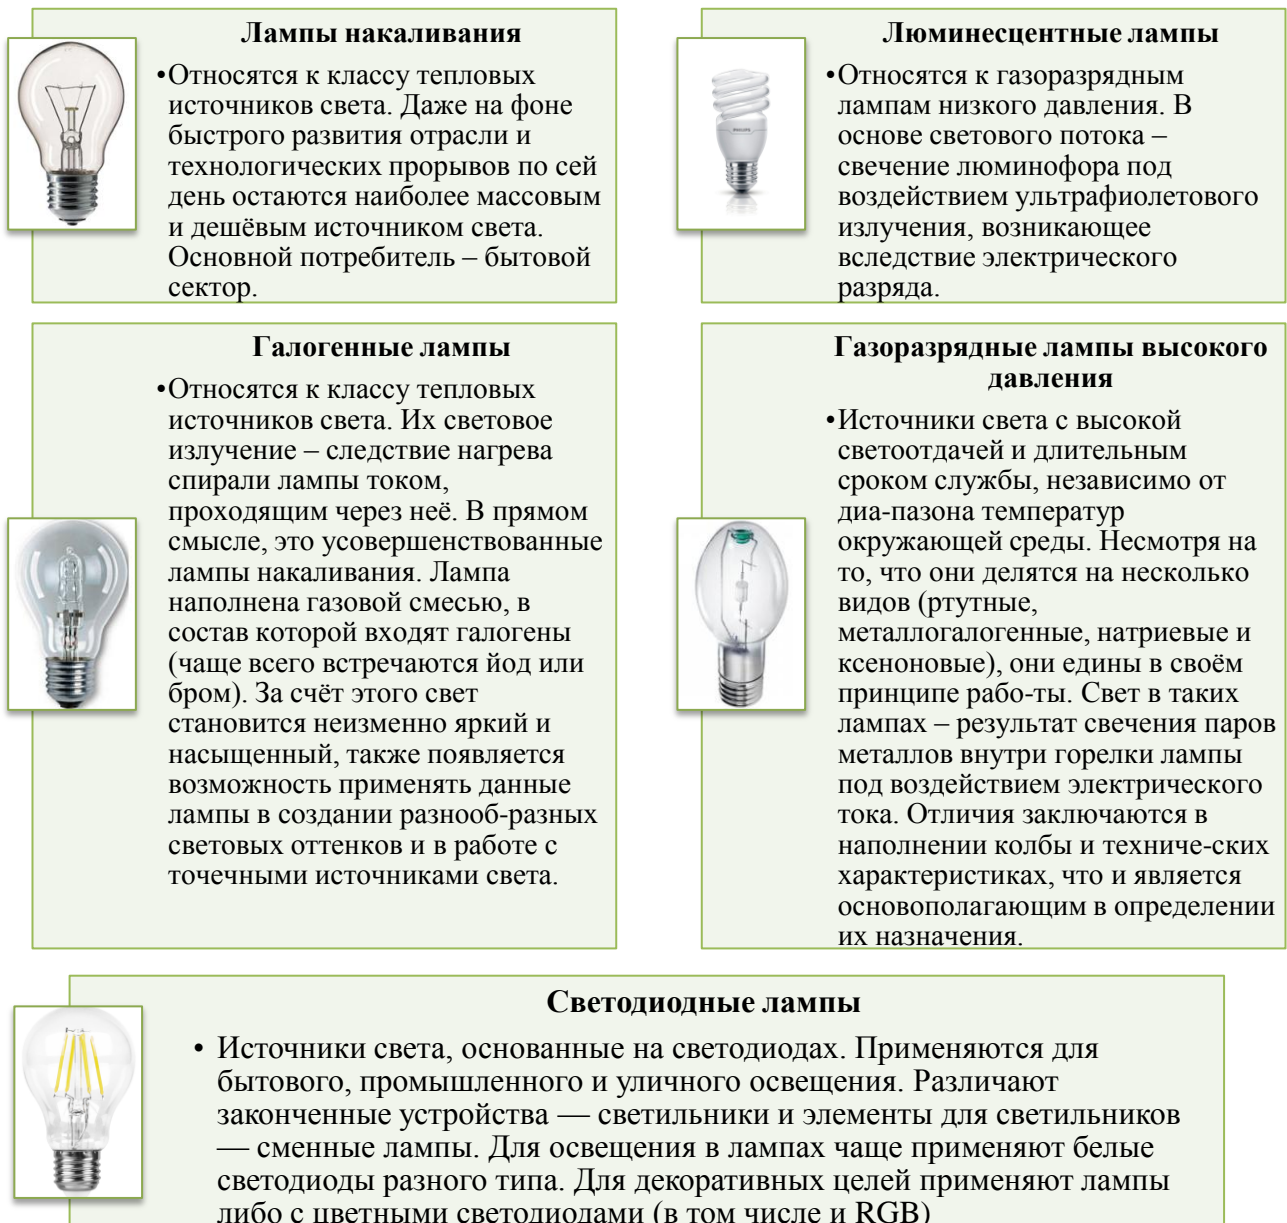 Лампы накаливания
•Относятся к классу тепловых
источников света. Даже на фоне
быстрого развития отрасли и
технологических прорывов по сей
день остаются наиболее массовым
и дешёвым источником света.
Основной потребитель – бытовой
сектор.
Люминесцентные лампы
•Относятся к газоразрядным
лампам низкого давления. В
основе светового потока –
свечение люминофора под
воздействием ультрафиолетового
излучения, возникающее
вследствие электрического
разряда.
Галогенные лампы
•Относятся к классу тепловых
источников света. Их световое
излучение – следствие нагрева
спирали лампы током,
проходящим через неё. В прямом
смысле, это усовершенствованные
лампы накаливания. Лампа
наполнена газовой смесью, в
состав которой входят галогены
(чаще всего встречаются йод или
бром). За счёт этого свет
становится неизменно яркий и
насыщенный, также появляется
возможность применять данные
лампы в создании разнооб-разных
световых оттенков и в работе с
точечными источниками света.
Газоразрядные лампы высокого
давления
•Источники света с высокой
светоотдачей и длительным
сроком службы, независимо от
диа-пазона температур
окружающей среды. Несмотря на
то, что они делятся на несколько
видов (ртутные,
металлогалогенные, натриевые и
ксеноновые), они едины в своём
принципе рабо-ты. Свет в таких
лампах – результат свечения паров
металлов внутри горелки лампы
под воздействием электрического
тока. Отличия заключаются в
наполнении колбы и техниче-ских
характеристиках, что и является
основополагающим в определении
их назначения.
Светодиодные лампы
• Источники света, основанные на светодиодах. Применяются для
бытового, промышленного и уличного освещения. Различают
законченные устройства — светильники и элементы для светильников
— сменные лампы. Для освещения в лампах чаще применяют белые
светодиоды разного типа. Для декоративных целей применяют лампы
либо с цветными светодиодами (в том числе и RGB)